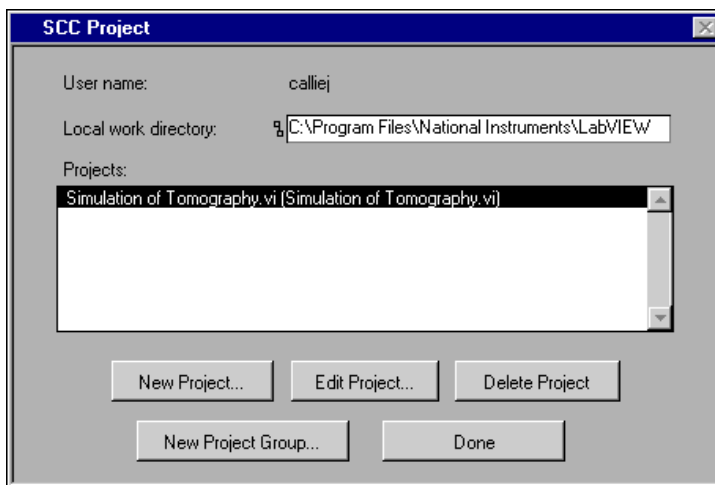 SCC Project
User name: calliej
Local work directory: C:\Program Files\National Instruments\LabVIEW
Projects:
Simulation of Tomography.vi (Simulation of Tomography.vi)
New Project... Edit Project... Delete Project
New Project Group... Done